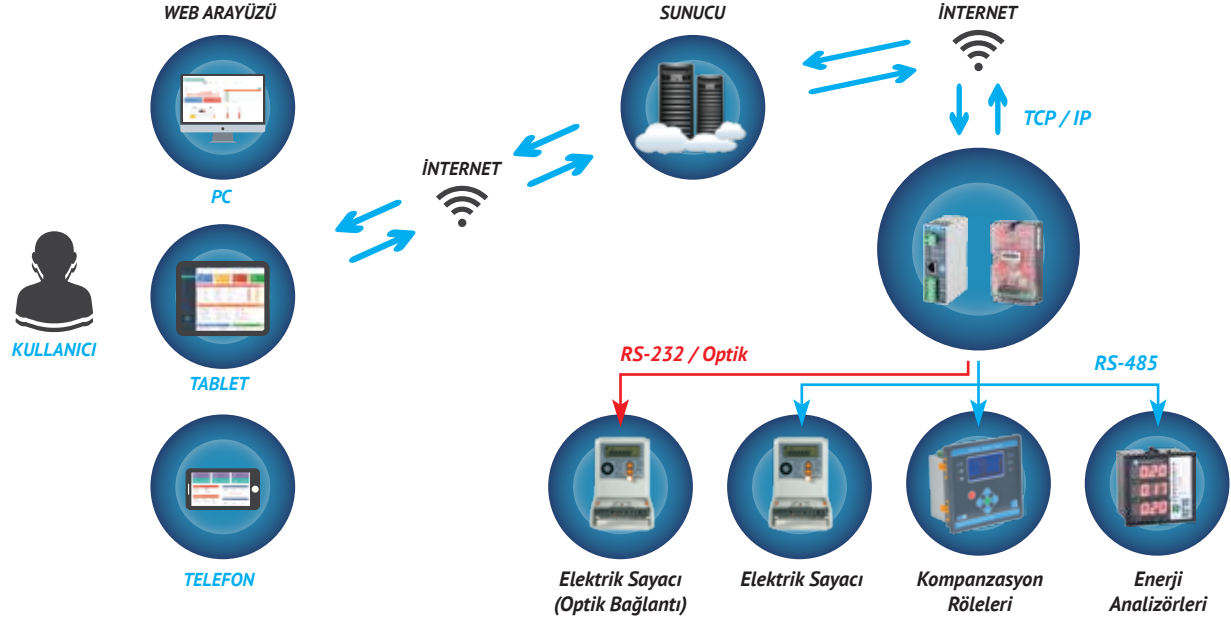 WEB ARAYÜZÜ
SUNUCU
İNTERNET
TCP / IP
İNTERNET
PC
KULLANICI
TABLET
RS-232 / Optik
RS-485
TELEFON
Elektrik Sayacı
(Optik Bağlantı)
Elektrik Sayacı
Kompanzasyon
Röleleri
Enerji
Analizörleri